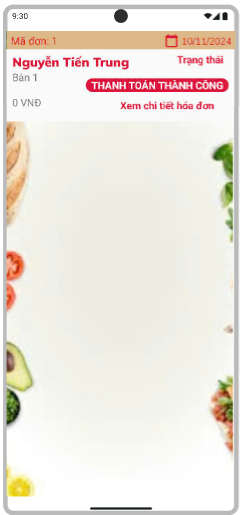 9:30
Mã đơn: 1 10/11/2024
Nguyễn Tiến Trung Trạng thái
Bàn 1
THANH TOÁN THÀNH CÔNG
0 VNĐ Xem chi tiết hóa đơn